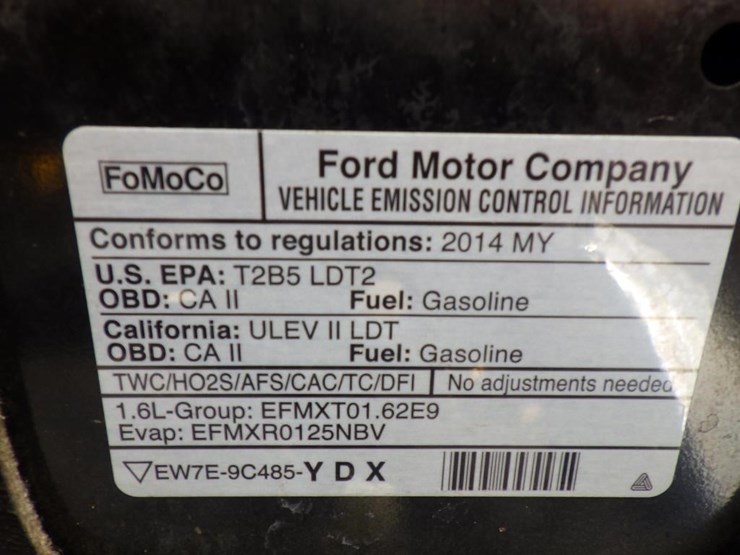 FoMoCo
Ford Motor Company
VEHICLE EMISSION CONTROL INFORMATION
Conforms to regulations: 2014 MY
U.S. EPA: T2B5 LDT2
OBD: CA II Fuel: Gasoline
California: ULEV II LDT
OBD: CA II Fuel: Gasoline
TWC/HO2S/AFS/CAC/TC/DFI No adjustments needed
1.6L-Group: EFMXT01.62E9
Evap: EFMXR0125NBV
EW7E-9C485-Y D X